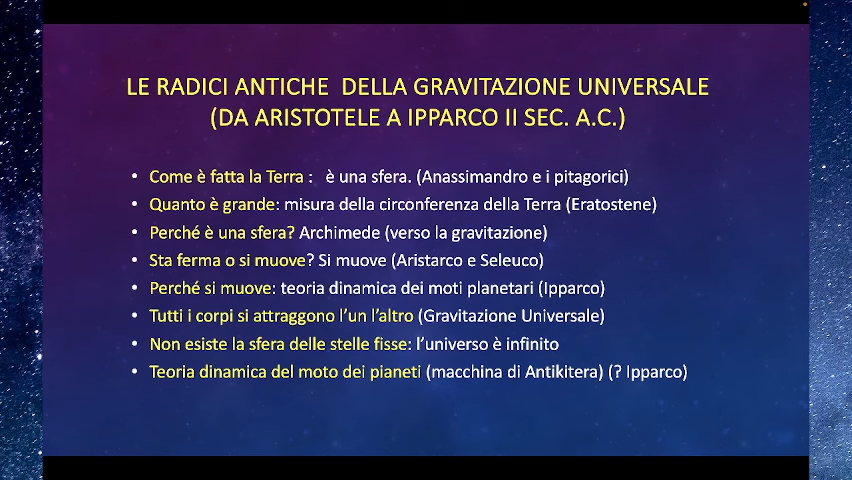 LE RADICI ANTICHE DELLA GRAVITAZIONE UNIVERSALE
(DA ARISTOTELE A IPPARCO II SEC. A.C.)
• Come è fatta la Terra : è una sfera. (Anassimandro e i pitagorici)
• Quanto è grande: misura della circonferenza della Terra (Eratostene)
• Perché è una sfera? Archimede (verso la gravitazione)
• Sta ferma o si muove? Si muove (Aristarco e Seleuco)
• Perché si muove: teoria dinamica dei moti planetari (Ipparco)
• Tutti i corpi si attraggono l’un l’altro (Gravitazione Universale)
• Non esiste la sfera delle stelle fisse: l’universo è infinito
• Teoria dinamica del moto dei pianeti (macchina di Antikitera) (? Ipparco)